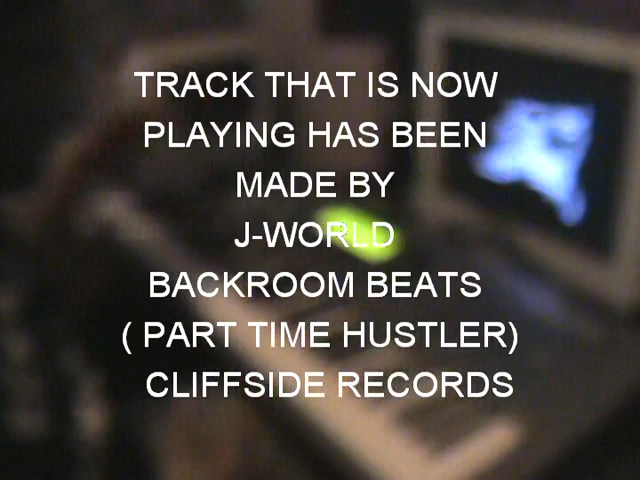 TRACK THAT IS NOW
PLAYING HAS BEEN
MADE BY
J-WORLD
BACKROOM BEATS
( PART TIME HUSTLER)
CLIFFSIDE RECORDS